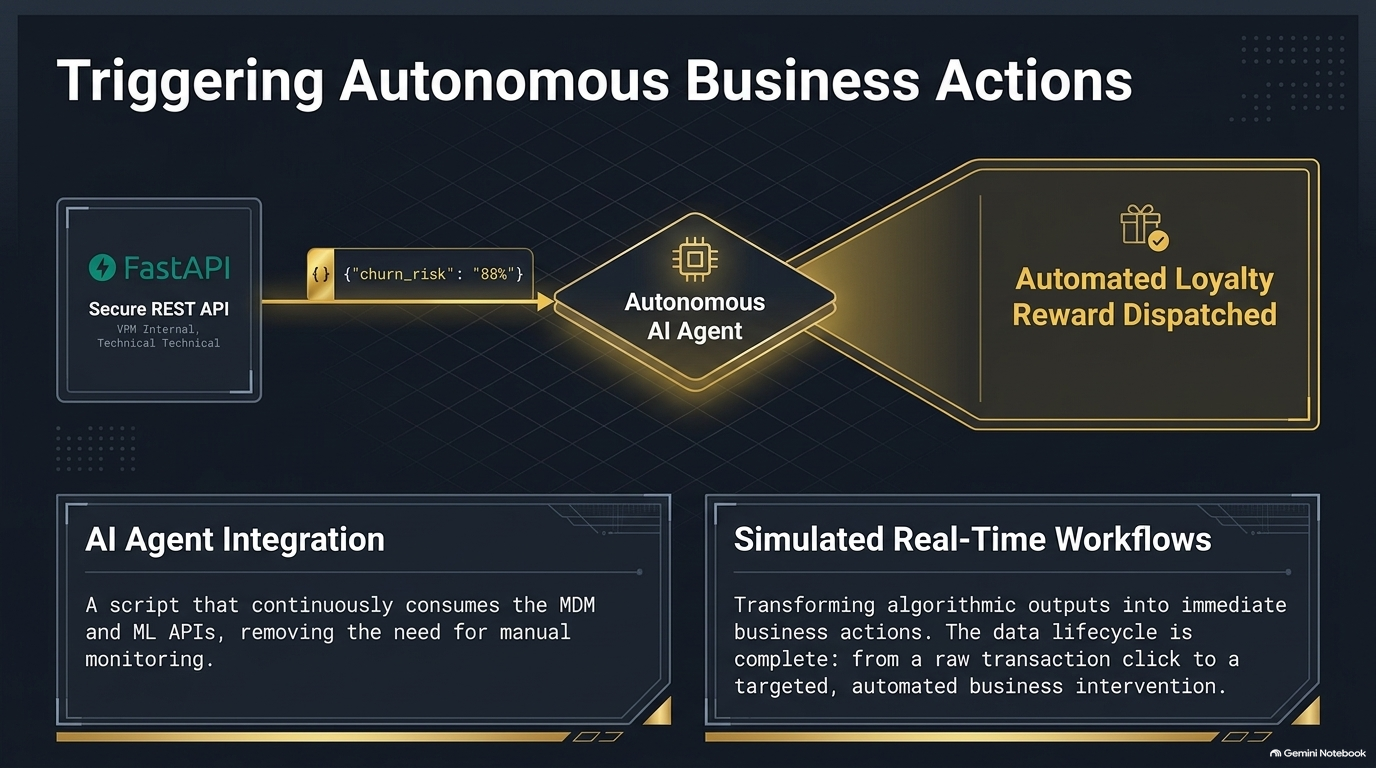 Triggering Autonomous Business Actions
FastAPI
Secure REST API
VPM Internal,
Technical Technical
{} {"churn_risk": "88%"}
Autonomous
AI Agent
Automated Loyalty
Reward Dispatched
AI Agent Integration
A script that continuously consumes the MDM
and ML APIs, removing the need for manual
monitoring.
Simulated Real-Time Workflows
Transforming algorithmic outputs into immediate
business actions. The data lifecycle is
complete: from a raw transaction click to a
targeted, automated business intervention.
Gemini Notebook